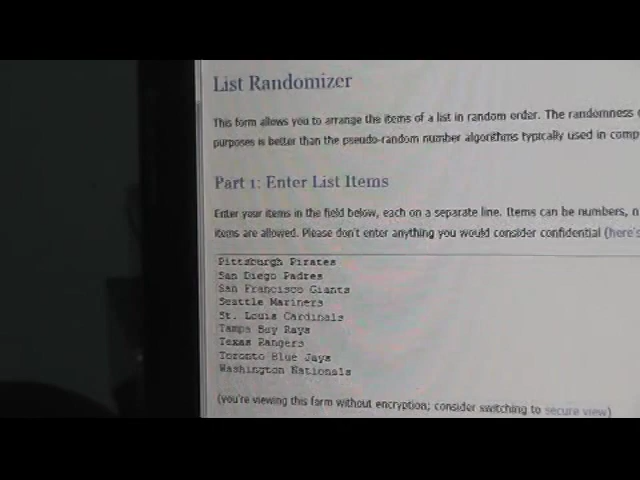 List Randomizer
This form allows you to arrange the items of a list in random order. The randomness
purposes is better than the pseudo-random number algorithms typically used in comp
Part 1: Enter List Items
Enter your items in the field below, each on a separate line. Items can be numbers, n
items are allowed. Please don't enter anything you would consider confidential (here's
Pittsburgh Pirates
San Diego Padres
San Francisco Giants
Seattle Mariners
St. Louis Cardinals
Tampa Bay Rays
Texas Rangers
Toronto Blue Jays
Washington Nationals
(you're viewing this form without encryption; consider switching to secure view)